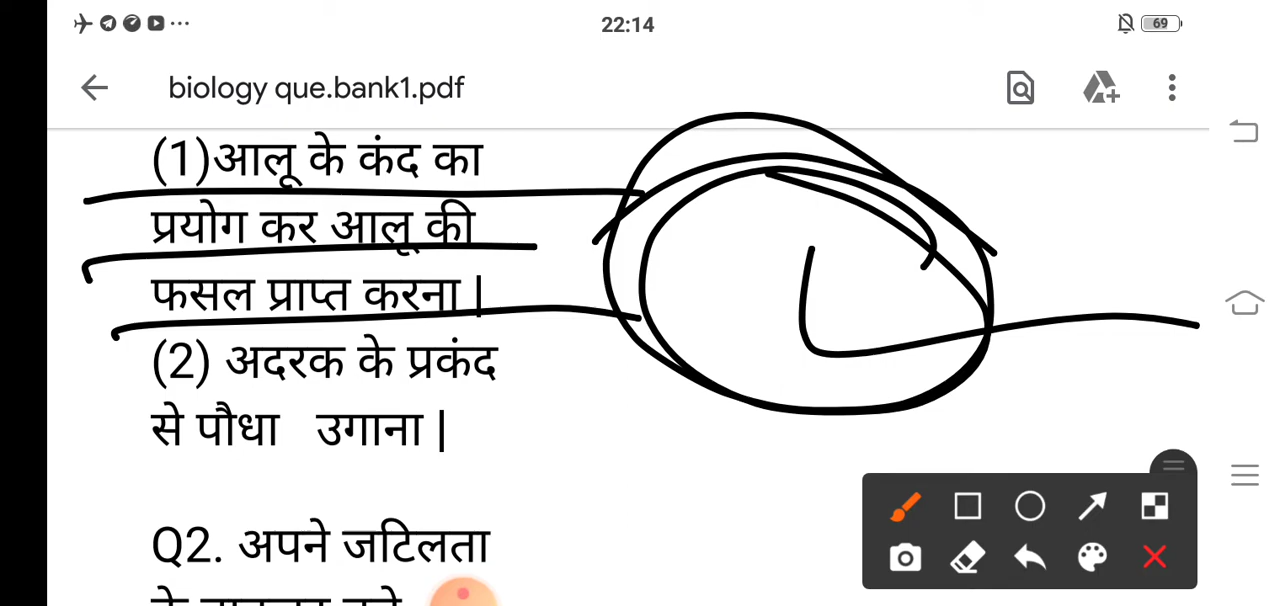 22:14
69
biology que.bank1.pdf
(1)आलू के कंद का
प्रयोग कर आलू की
फसल प्राप्त करना |
(2) अदरक के प्रकंद
से पौधा उगाना |
Q2. अपने जटिलता
के